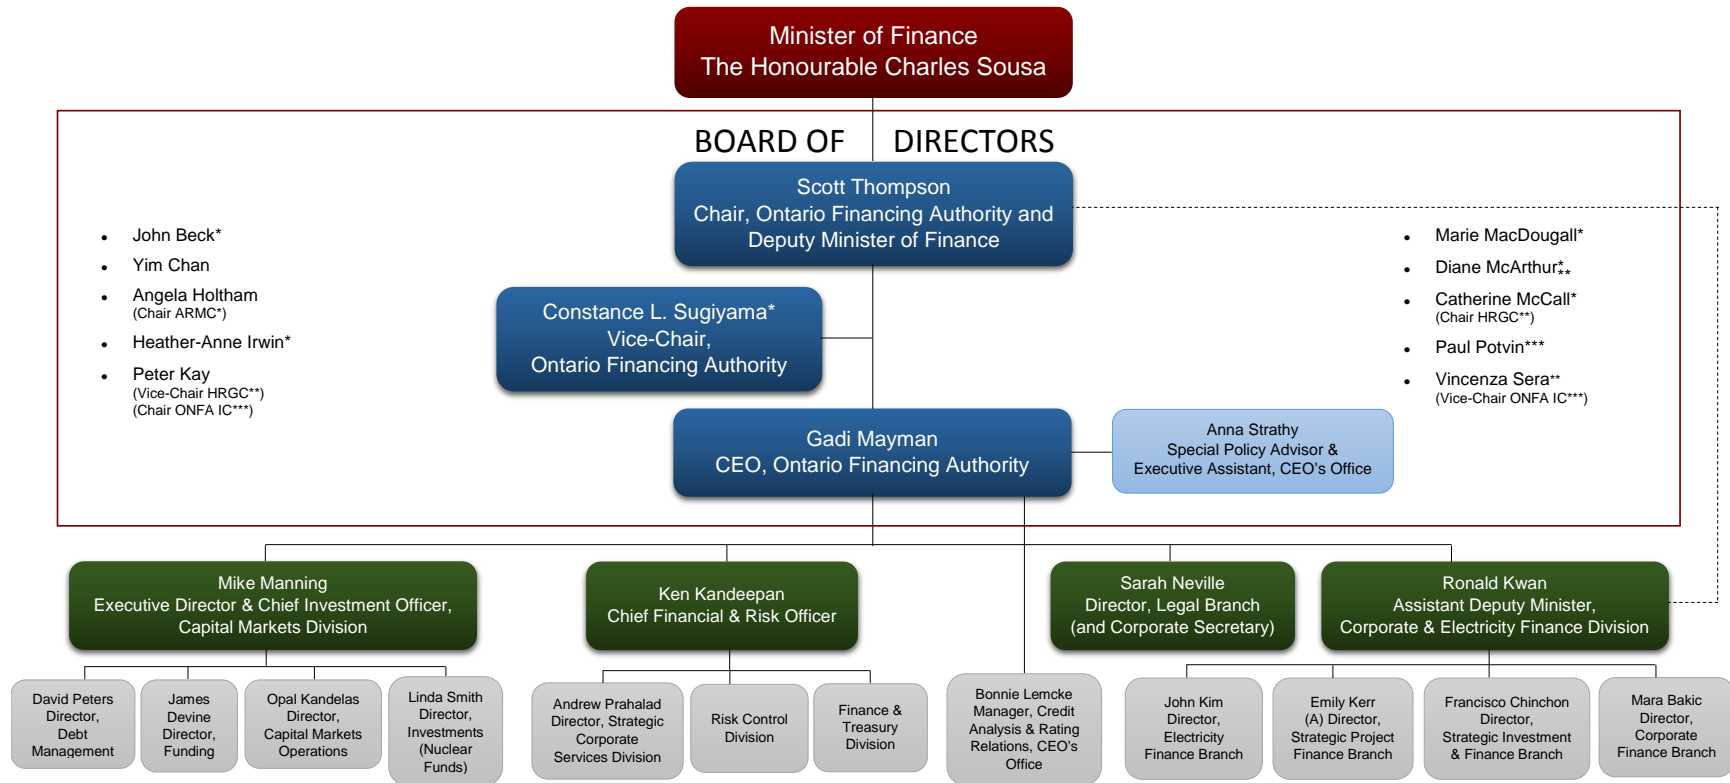 Minister of Finance
The Honourable Charles Sousa
BOARD OF DIRECTORS
Scott Thompson
Chair, Ontario Financing Authority and
Deputy Minister of Finance
John Beck*
Yim Chan
Angela Holtham
(Chair ARMC*)
Heather-Anne Irwin*
Peter Kay
(Vice-Chair HRGC**)
(Chair ONFA IC***)
Constance L. Sugiyama*
Vice-Chair,
Ontario Financing Authority
Marie MacDougall*
Diane McArthur***
Catherine McCall*
(Chair HRGC**)
Paul Potvin***
Vincenza Sera**
(Vice-Chair ONFA IC***)
Gadi Mayman
CEO, Ontario Financing Authority
Anna Strathy
Special Policy Advisor &
Executive Assistant, CEO's Office
Mike Manning
Executive Director & Chief Investment Officer,
Capital Markets Division
Ken Kandeepan
Chief Financial & Risk Officer
Sarah Neville
Director, Legal Branch
(and Corporate Secretary)
Ronald Kwan
Assistant Deputy Minister,
Corporate & Electricity Finance Division
David Peters
Director,
Debt
Management
James
Devine
Director,
Funding
Opal Kandelas
Director,
Capital Markets
Operations
Linda Smith
Director,
Investments
(Nuclear
Funds)
Andrew Prahalad
Director, Strategic
Corporate
Services Division
Risk Control
Division
Finance &
Treasury
Division
Bonnie Lemcke
Manager, Credit
Analysis & Rating
Relations, CEO's
Office
John Kim
Director,
Electricity
Finance Branch
Emily Kerr
(A) Director,
Strategic Project
Finance Branch
Francisco Chinchon
Director,
Strategic Investment
& Finance Branch
Mara Bakic
Director,
Corporate
Finance Branch